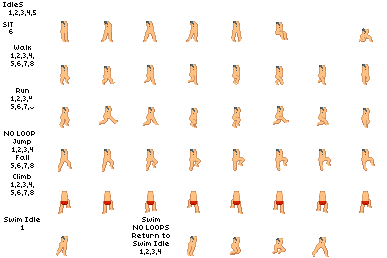 IdleS
1,2,3,4,5
SIT
6
Walk
1,2,3,4,
5,6,7,8
Run
1,2,3,
5,6,7,
NO LOOP
Jump
1,2,3,4
Fall
5,6,7,8
Climb
1,2,3,4,
5,6,7,8
Swim Idle
1
Swim
NO LOOPS
Return to
Swim Idle
1,2,3,4